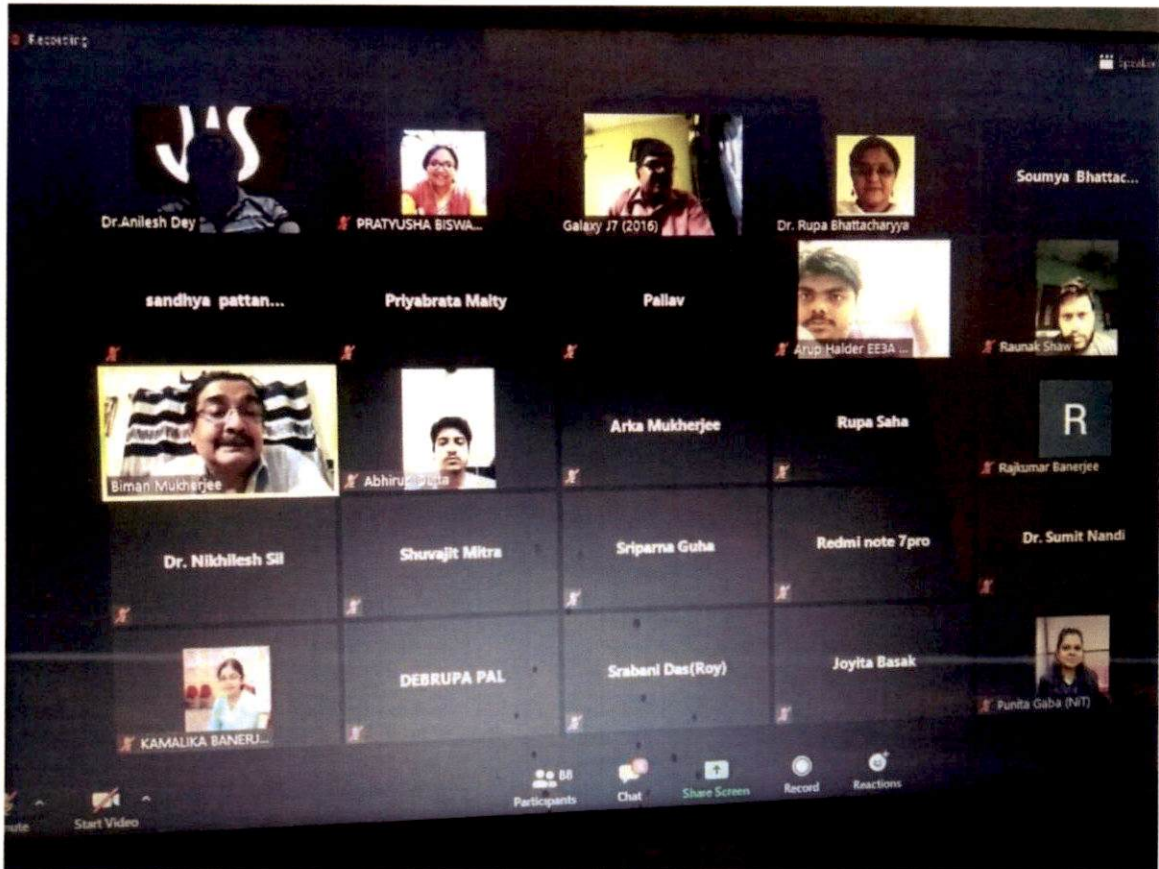 Recording
Speaker
JIS
Dr.Anilesh Dey
PRATYUSHA BISWA...
Galaxy J7 (2016)
Dr. Rupa Bhattacharyya
Soumya Bhattac...
sandhya pattan...
Priyabrata Maity
Pallav
Arup Halder EE3A ...
Raunak Shaw
Biman Mukherjee
Abhirup Gupta
Arka Mukherjee
Rupa Saha
R
Rajkumar Banerjee
Dr. Nikhilesh Sil
Shuvajit Mitra
Sriparna Guha
Redmi note 7pro
Dr. Sumit Nandi
KAMALIKA BANERJ...
DEBRUPA PAL
Srabani Das(Roy)
Joyita Basak
Punita Gaba (NiT)
Start Video
88
Participants
Chat
Share Screen
Record
Reactions